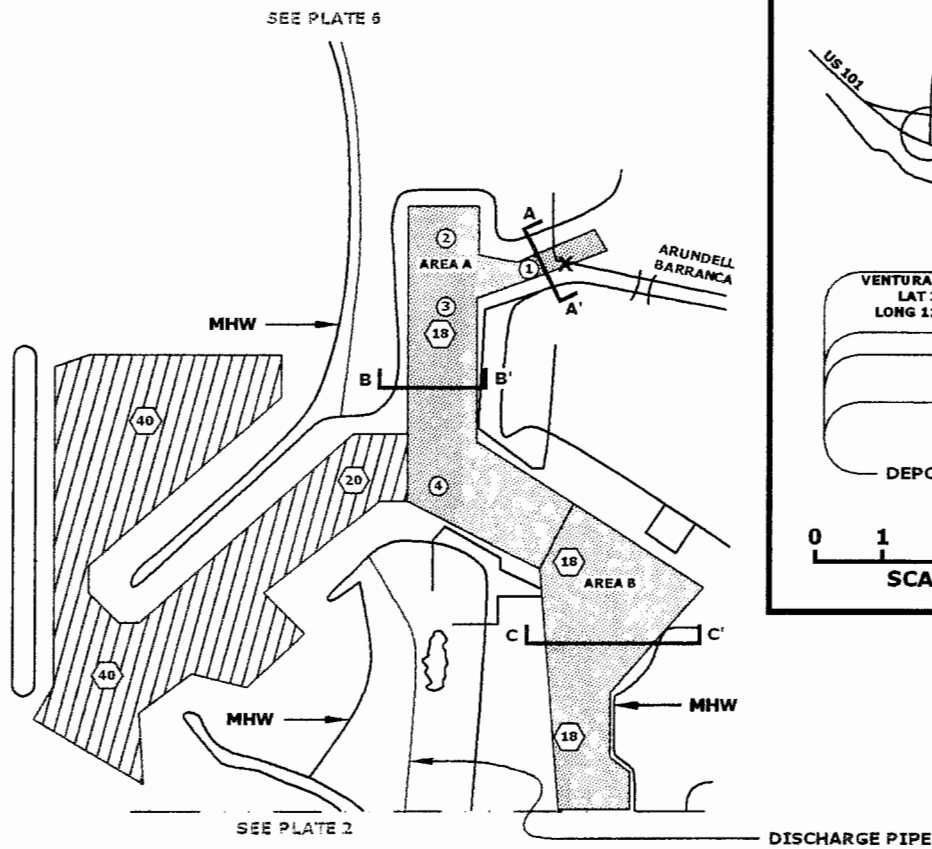 SEE PLATE 6
US 101
A
2
AREA A
1
ARUNDELL
BARRANCA
A'
3
18
MHW
B
B'
40
20
4
18
AREA B
C
C'
40
MHW
MHW
18
SEE PLATE 2
DISCHARGE PIPE
VENTURA
LAT
LONG
DEPO
0
1
SCA